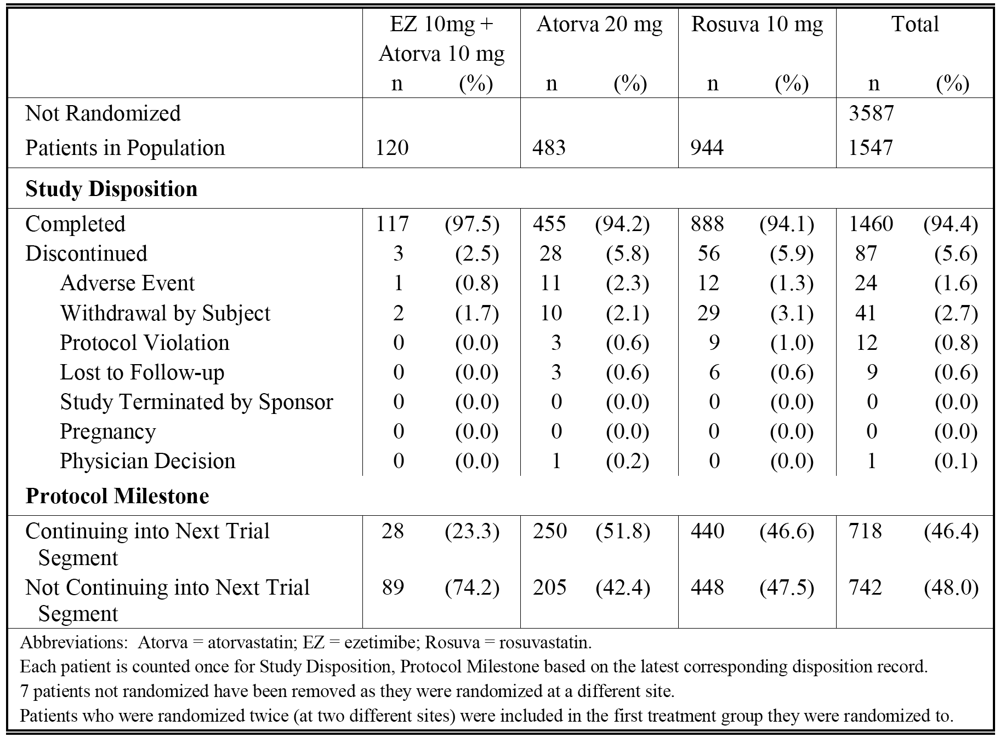 EZ 10mg + Atorva 20 mg Rosuva 10 mg Total
Atorva 10 mg
n (%) n (%) n (%) n (%)
Not Randomized 3587
Patients in Population 120 483 944 1547
Study Disposition
Completed 117 (97.5) 455 (94.2) 888 (94.1) 1460 (94.4)
Discontinued 3 (2.5) 28 (5.8) 56 (5.9) 87 (5.6)
Adverse Event 1 (0.8) 11 (2.3) 12 (1.3) 24 (1.6)
Withdrawal by Subject 2 (1.7) 10 (2.1) 29 (3.1) 41 (2.7)
Protocol Violation 0 (0.0) 3 (0.6) 9 (1.0) 12 (0.8)
Lost to Follow-up 0 (0.0) 3 (0.6) 6 (0.6) 9 (0.6)
Study Terminated by Sponsor 0 (0.0) 0 (0.0) 0 (0.0) 0 (0.0)
Pregnancy 0 (0.0) 0 (0.0) 0 (0.0) 0 (0.0)
Physician Decision 0 (0.0) 1 (0.2) 0 (0.0) 1 (0.1)
Protocol Milestone
Continuing into Next Trial 28 (23.3) 250 (51.8) 440 (46.6) 718 (46.4)
Segment
Not Continuing into Next Trial 89 (74.2) 205 (42.4) 448 (47.5) 742 (48.0)
Segment
Abbreviations: Atorva = atorvastatin; EZ = ezetimibe; Rosuva = rosuvastatin.
Each patient is counted once for Study Disposition, Protocol Milestone based on the latest corresponding disposition record.
7 patients not randomized have been removed as they were randomized at a different site.
Patients who were randomized twice (at two different sites) were included in the first treatment group they were randomized to.